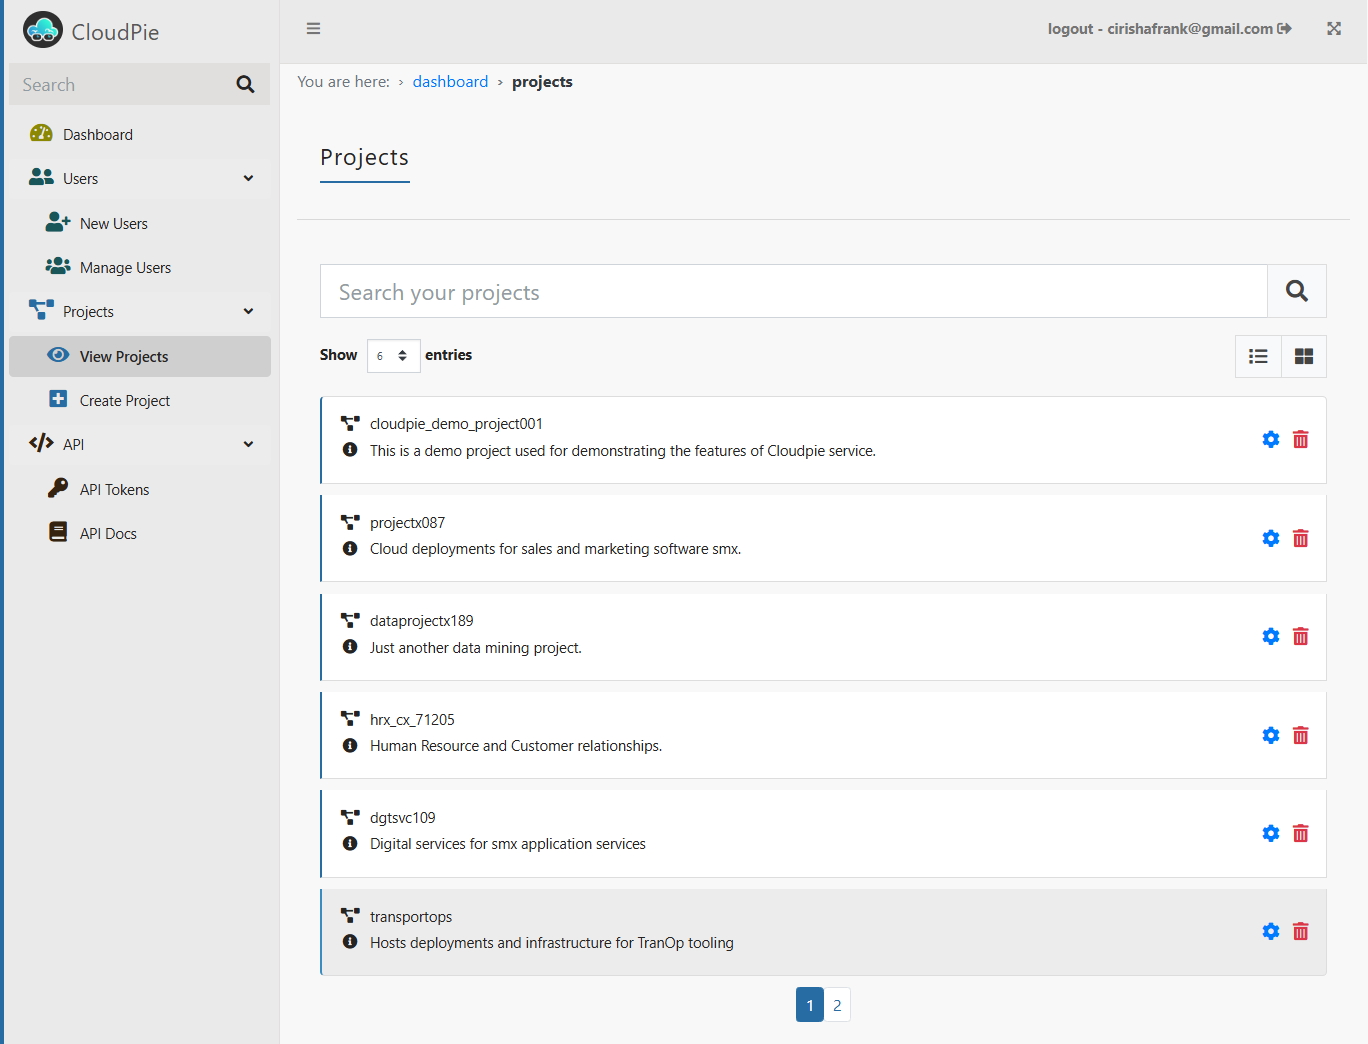 CloudPie
Search
Dashboard
Users
New Users
Manage Users
Projects
View Projects
Create Project
API
API Tokens
API Docs
logout - cirishafrank@gmail.com
You are here: › dashboard › projects
Projects
Search your projects
Show 6 entries
cloudpie_demo_project001
This is a demo project used for demonstrating the features of Cloudpie service.
projectx087
Cloud deployments for sales and marketing software smx.
dataprojectx189
Just another data mining project.
hrx_cx_71205
Human Resource and Customer relationships.
dgtsvc109
Digital services for smx application services
transportops
Hosts deployments and infrastructure for TranOp tooling
1 2